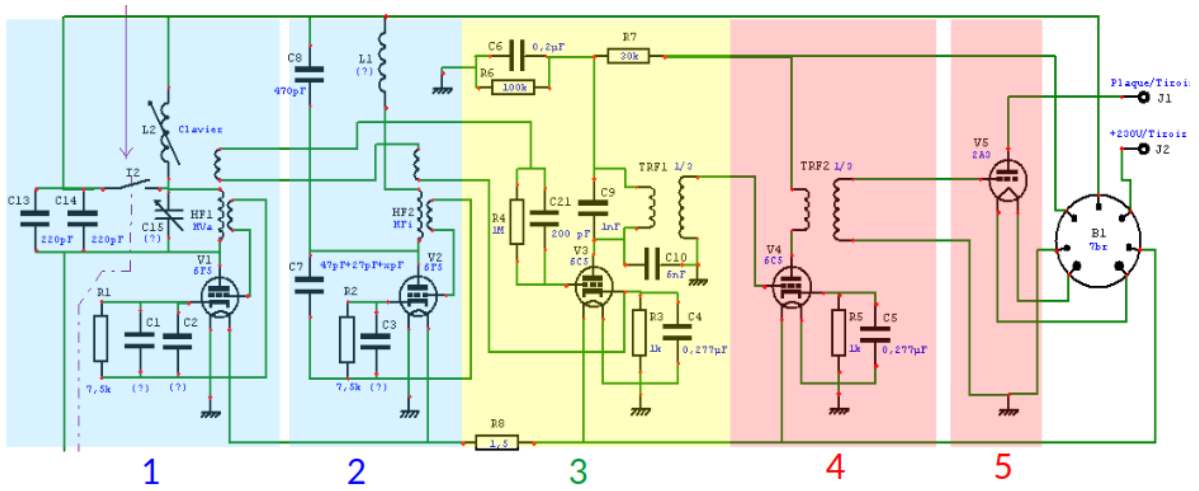 C6
0,2µF
R6
100k
R7
30k
C8
470pF
L1
(?)
L2
Clavier
Plaque/Tiroir
J1
+230V/Tiroir
J2
V5
2A3
I2
C13
220pF
C14
220pF
C15
(?)
HF1
HVa
HF2
HFi
R4
1M
C21
200 pF
C9
1nF
TRF1 1/3
TRF2 1/3
C10
6nF
B1
7br
V1
6F5
V2
6F5
V3
6C5
V4
6C5
C7
47pF+27pF+xpF
R1
7,5k
C1
(?)
C2
(?)
R2
7,5k
C3
(?)
R3
1k
C4
0,277µF
R5
1k
C5
0,277µF
R8
1,5
1
2
3
4
5